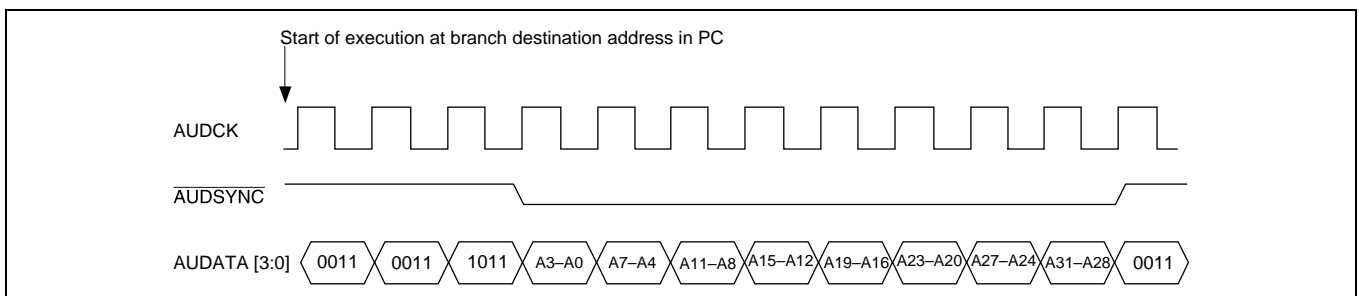 Start of execution at branch destination address in PC
AUDCK
AUDSYNC
AUDATA [3:0] 0011 0011 1011 A3–A0 A7–A4 A11–A8 A15–A12 A19–A16 A23–A20 A27–A24 A31–A28 0011